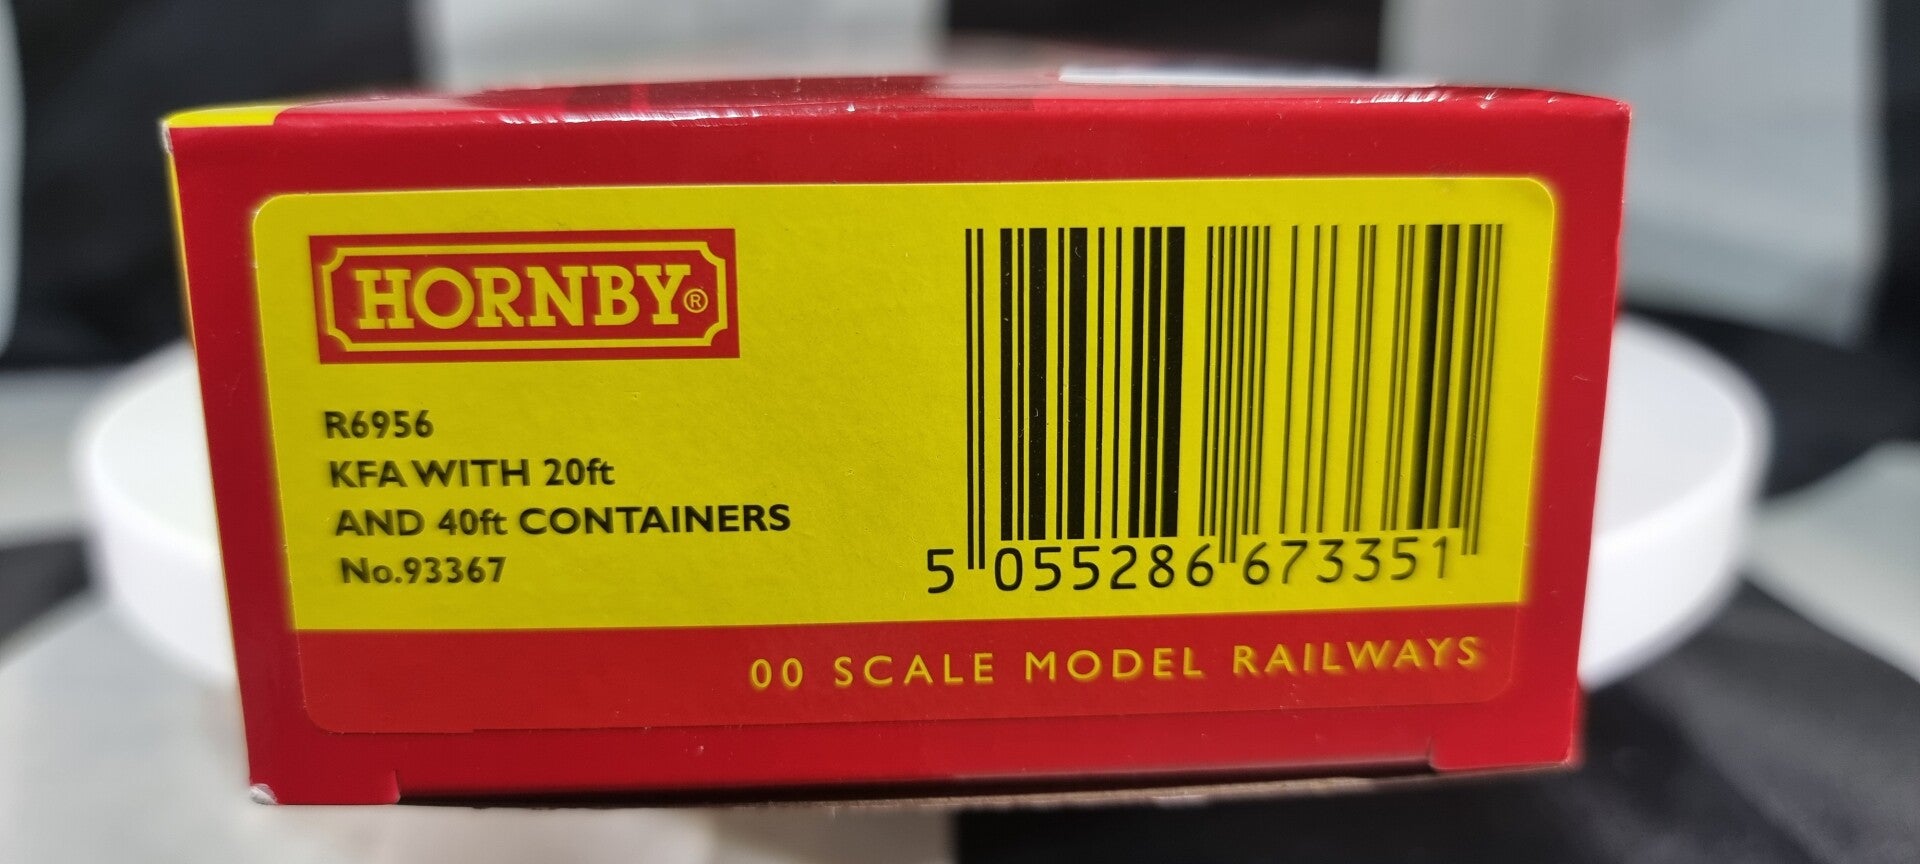 HORNBY®
R6956
KFA WITH 20ft
AND 40ft CONTAINERS
No.93367
5 055286 673351
00 SCALE MODEL RAILWAYS